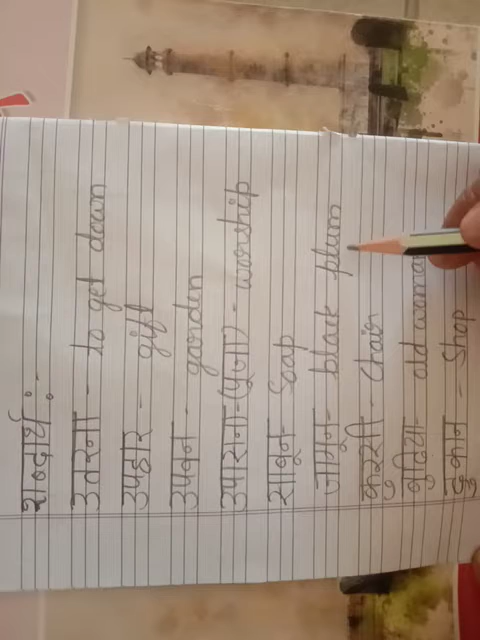 शब्दार्थ :-
उतरना - to get down
उपहार - gift
उपवन - garden
उपासना-(पूजा) - worship
साबून- Soap
जामून- black plum
कुरसी - Chair
बुढ़िया- old woman
दुकान - Shop